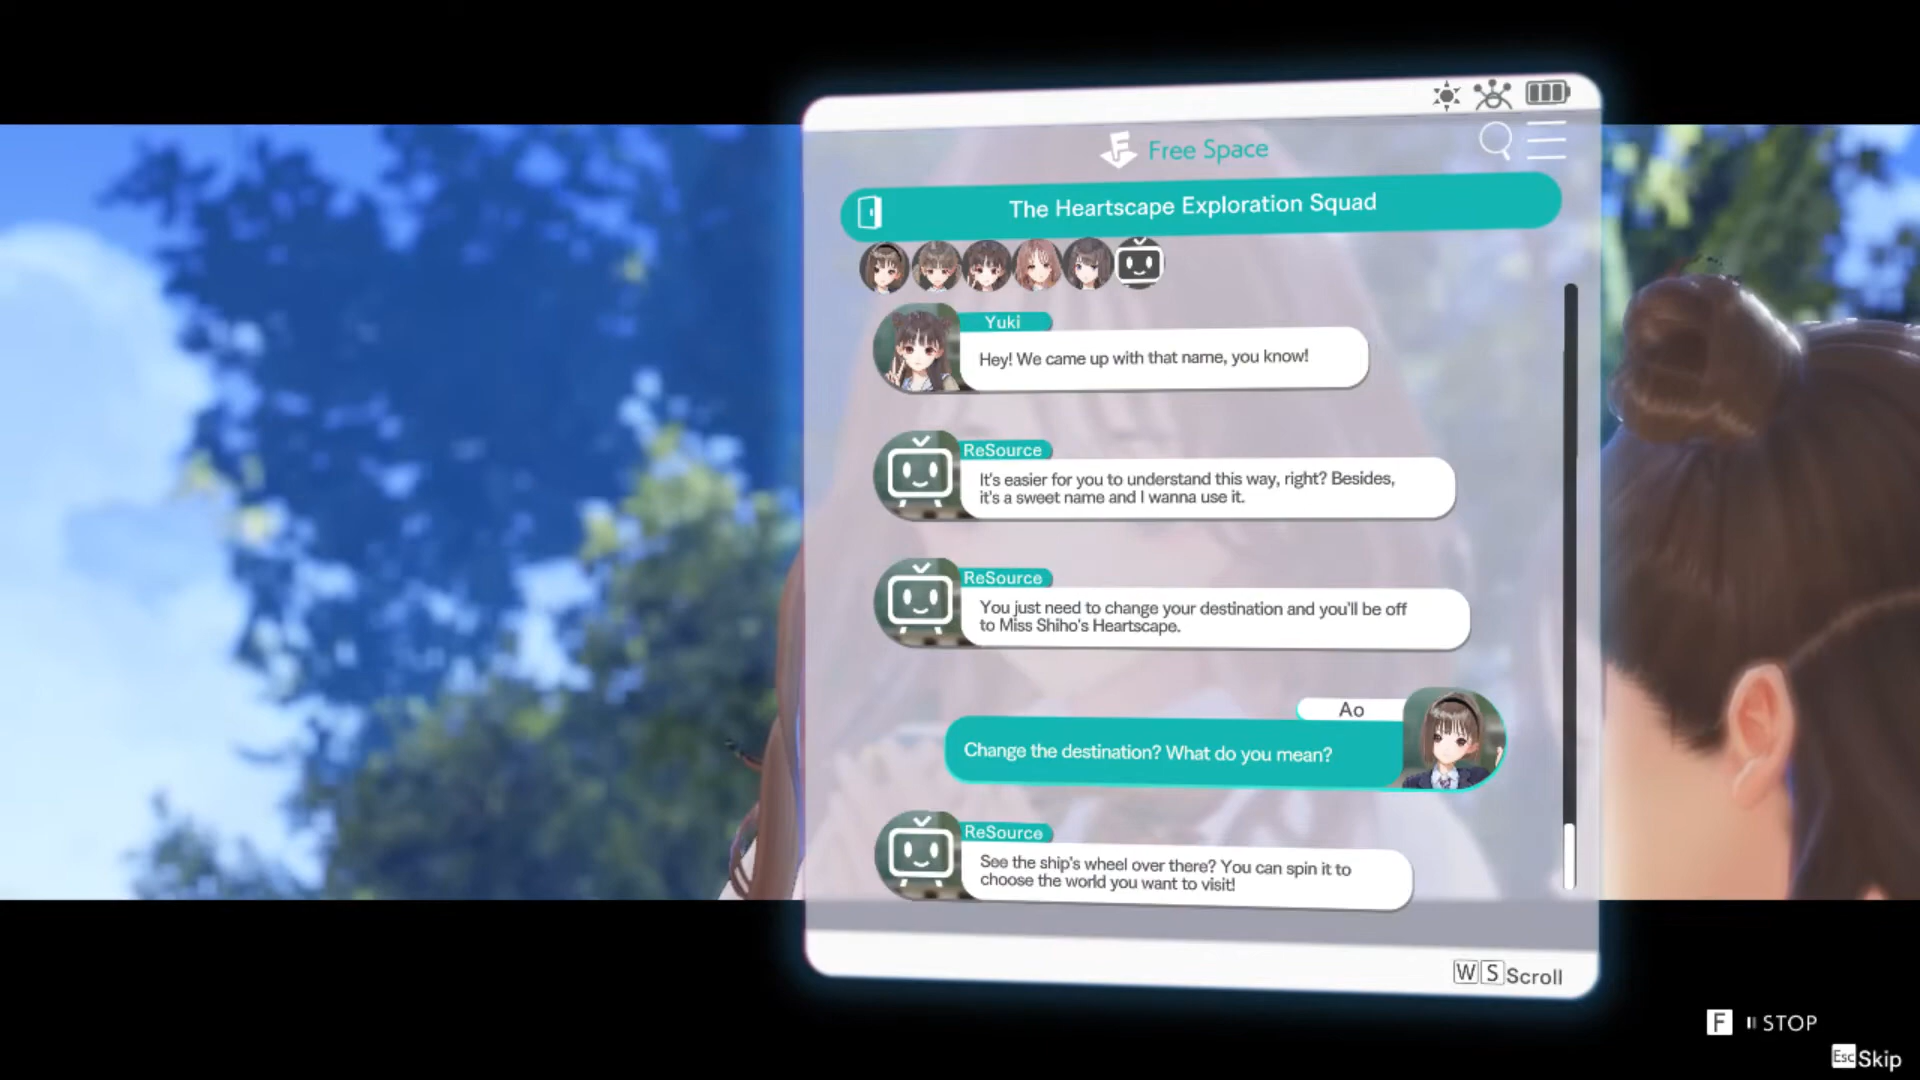 Free Space
The Heartscape Exploration Squad
Yuki
Hey! We came up with that name, you know!
ReSource
It's easier for you to understand this way, right? Besides,
it's a sweet name and I wanna use it.
ReSource
You just need to change your destination and you'll be off
to Miss Shiho's Heartscape.
Ao
Change the destination? What do you mean?
ReSource
See the ship's wheel over there? You can spin it to
choose the world you want to visit!
W S Scroll
F STOP
Esc Skip